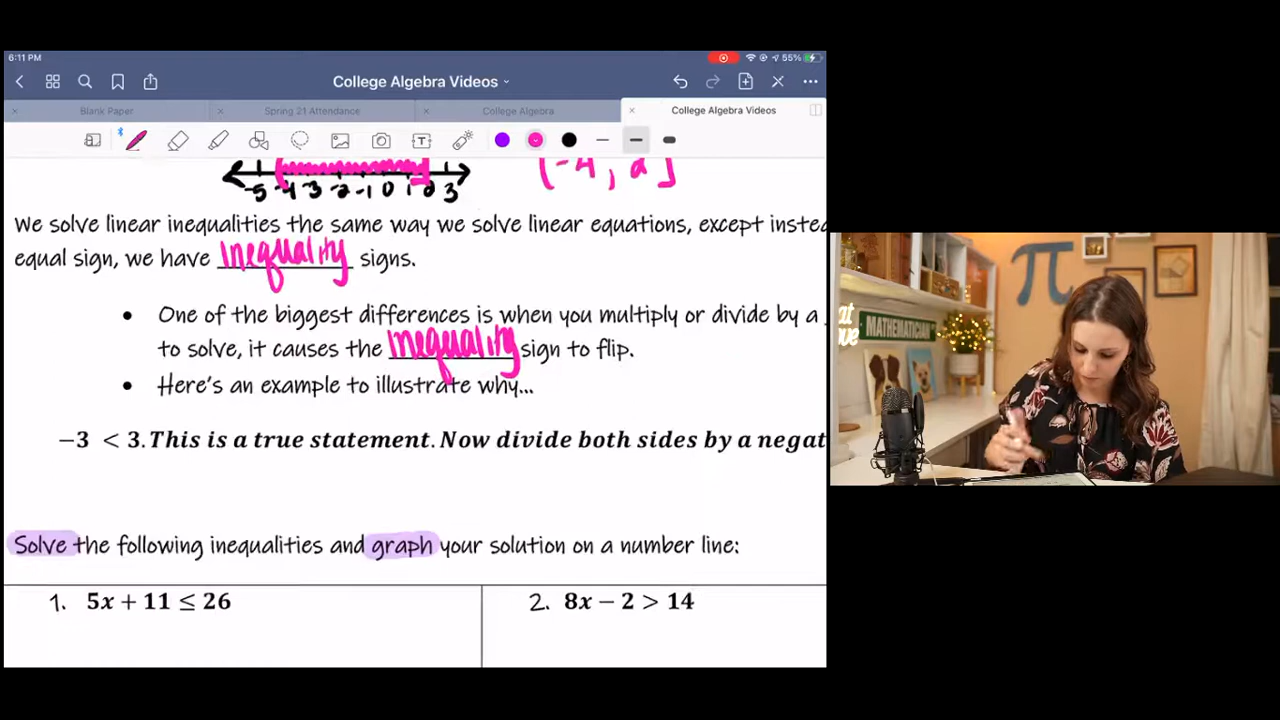 6:11 PM
55%
College Algebra Videos
Blank Paper
Spring 21 Attendance
College Algebra
College Algebra Videos
-5 -4 -3 -2 -1 0 1 2 3
[-4, 2]
We solve linear inequalities the same way we solve linear equations, except instea
equal sign, we have Inequality signs.
• One of the biggest differences is when you multiply or divide by a
to solve, it causes the Inequality sign to flip.
• Here's an example to illustrate why...
−3 < 3. This is a true statement. Now divide both sides by a negat
Solve the following inequalities and graph your solution on a number line:
1. 5x + 11 ≤ 26
2. 8x − 2 > 14
MATHEMATICIAN